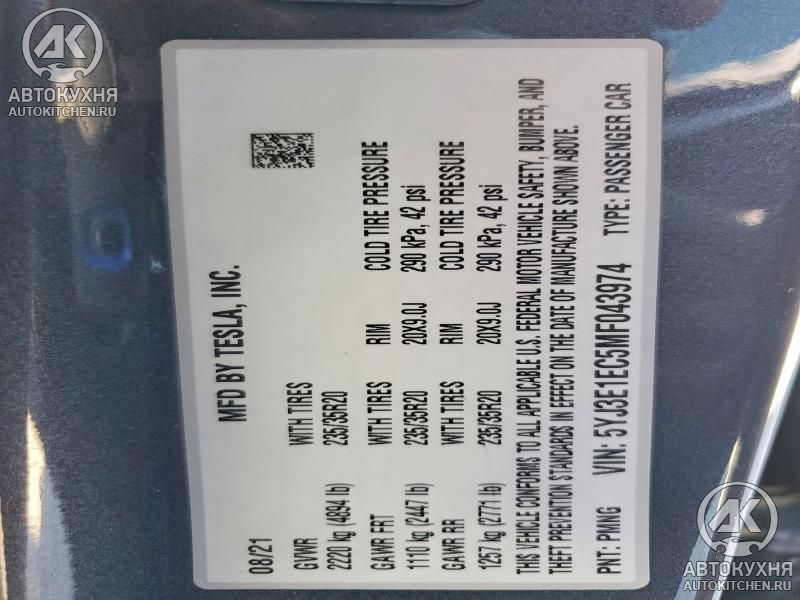 АК
АВТОКУХНЯ
AUTOKITCHEN.RU
MFD BY TESLA, INC.
08/21
GVWR WITH TIRES
2220 kg (4894 lb) 235/35R20
GAWR FRT WITH TIRES RIM COLD TIRE PRESSURE
1110 kg (2447 lb) 235/35R20 20X9.0J 290 kPa, 42 psi
GAWR RR WITH TIRES RIM COLD TIRE PRESSURE
1257 kg (2771 lb) 235/35R20 20X9.0J 290 kPa, 42 psi
THIS VEHICLE CONFORMS TO ALL APPLICABLE U.S. FEDERAL MOTOR VEHICLE SAFETY, BUMPER, AND
THEFT PREVENTION STANDARDS IN EFFECT ON THE DATE OF MANUFACTURE SHOWN ABOVE.
PNT: PMNG VIN: 5YJ3E1EC5MF043974 TYPE: PASSENGER CAR
АК
АВТОКУХНЯ
AUTOKITCHEN.RU